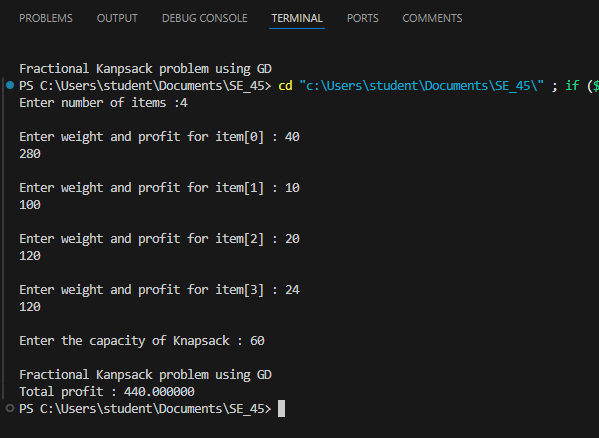 PROBLEMS OUTPUT DEBUG CONSOLE TERMINAL PORTS COMMENTS
Fractional Kanpsack problem using GD
PS C:\Users\student\Documents\SE_45> cd "c:\Users\student\Documents\SE_45\" ; if ($
Enter number of items :4
Enter weight and profit for item[0] : 40
280
Enter weight and profit for item[1] : 10
100
Enter weight and profit for item[2] : 20
120
Enter weight and profit for item[3] : 24
120
Enter the capacity of Knapsack : 60
Fractional Kanpsack problem using GD
Total profit : 440.000000
PS C:\Users\student\Documents\SE_45>